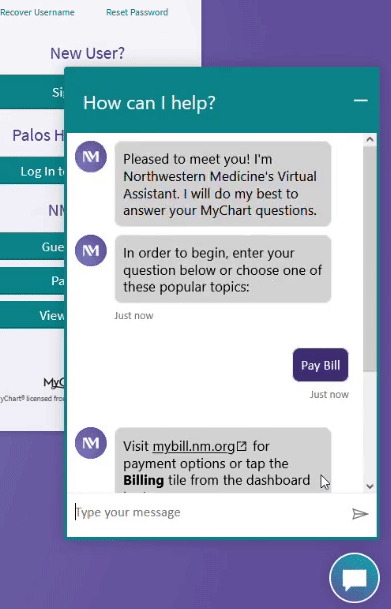 Recover Username Reset Password
New User?
How can I help?
Palos H
Log In to
NM
Gue
Pa
View
NM
Pleased to meet you! I'm
Northwestern Medicine's Virtual
Assistant. I will do my best to
answer your MyChart questions.
NM
In order to begin, enter your
question below or choose one of
these popular topics:
Just now
Pay Bill
Just now
NM
Visit mybill.nm.org for
payment options or tap the
Billing tile from the dashboard
Type your message
MyC
yChart® licensed from